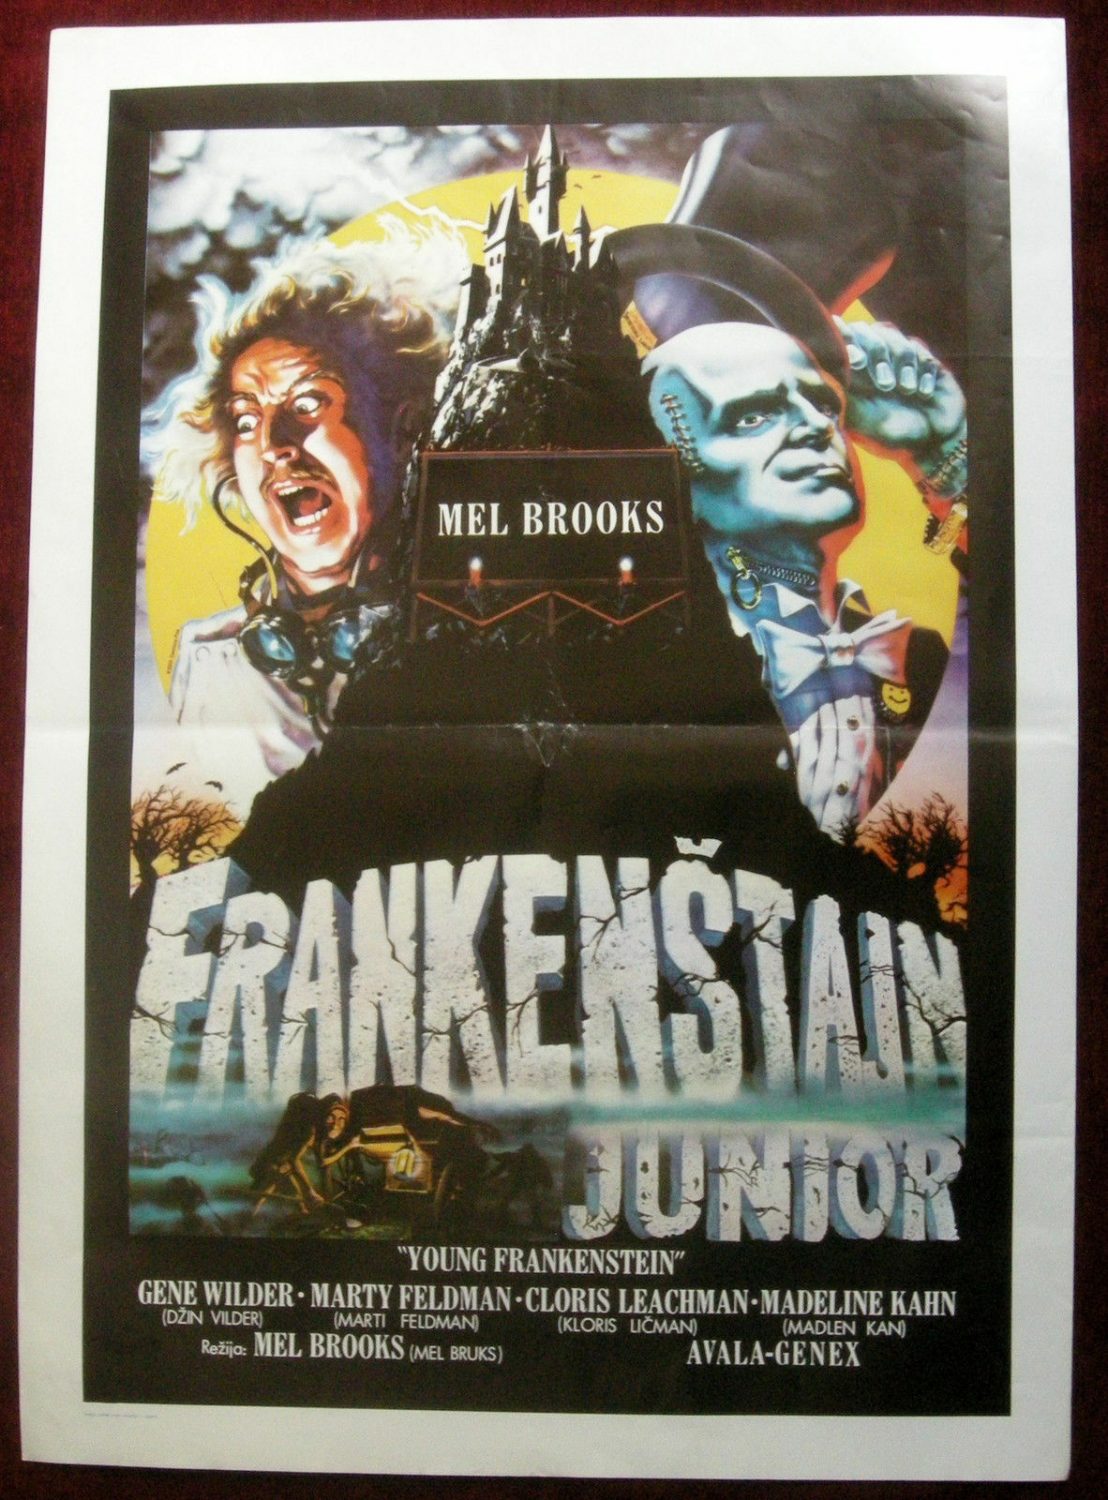 MEL BROOKS
FRANKENŠTAJN
JUNIOR
"YOUNG FRANKENSTEIN"
GENE WILDER · MARTY FELDMAN · CLORIS LEACHMAN · MADELINE KAHN
(DŽIN VILDER) (MARTI FELDMAN) (KLORIS LIČMAN) (MADLEN KAN)
Režija: MEL BROOKS (MEL BRUKS) AVALA-GENEX